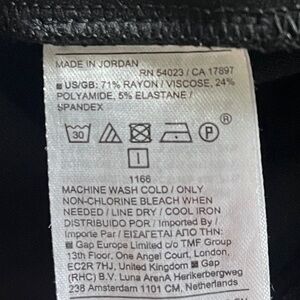 MADE IN JORDAN
RN 54023 / CA 17897
US/GB: 71% RAYON / VISCOSE, 24%
POLYAMIDE, 5% ELASTANE /
SPANDEX
30 P ®
I
1166
MACHINE WASH COLD / ONLY
NON-CHLORINE BLEACH WHEN
NEEDED / LINE DRY / COOL IRON
DISTRIBUIDO POR / Imported By /
Importe Par / ΕΙΣΑΓΕΤΑΙ ΑΠΟ ΤΗΝ:
Gap Europe Limited c/o TMF Group
13th Floor, One Angel Court, London,
EC2R 7HJ, United Kingdom Gap
(RHC) B.V. Luna ArenA Herikerbergweg
238 Amsterdam 1101 CM, Netherlands